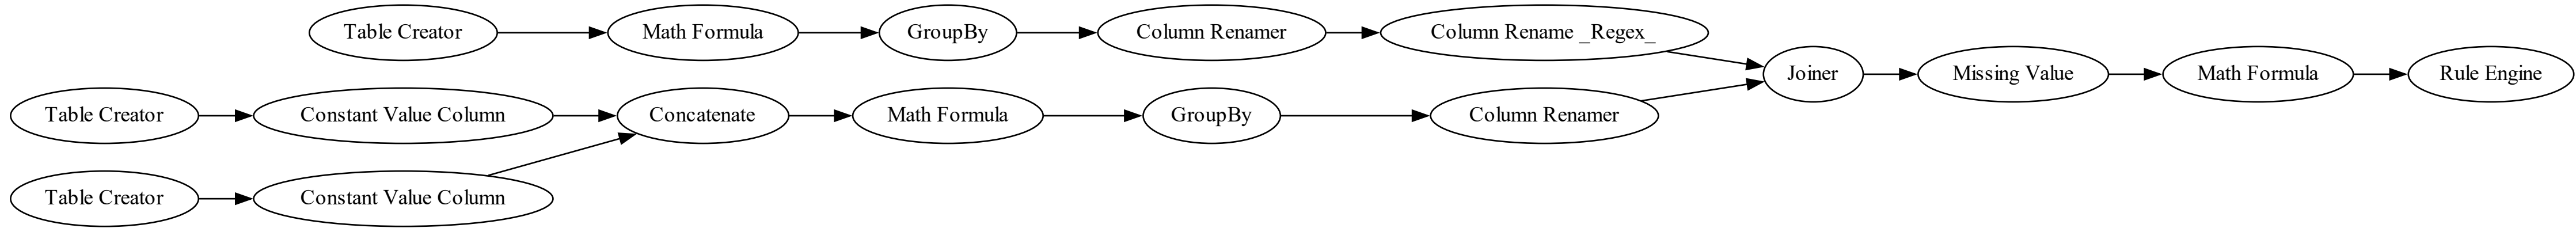 Table Creator
Math Formula
GroupBy
Column Renamer
Column Rename _Regex_
Joiner
Missing Value
Math Formula
Rule Engine
Table Creator
Constant Value Column
Concatenate
Math Formula
GroupBy
Column Renamer
Table Creator
Constant Value Column